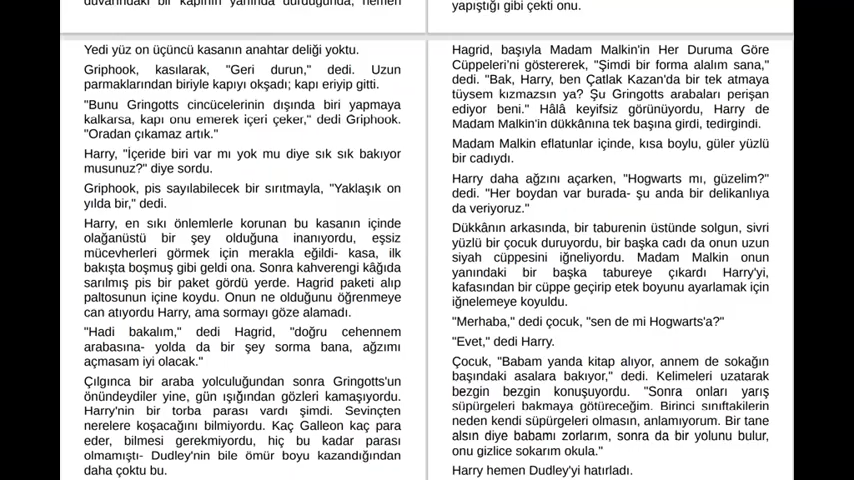 duvarındaki bir kapının yanında durduğunda, hemen
Yedi yüz on üçüncü kasanın anahtar deliği yoktu.
Griphook, kasılarak, "Geri durun," dedi. Uzun
parmaklarından biriyle kapıyı okşadı; kapı eriyip gitti.
"Bunu Gringotts cincücelerinin dışında biri yapmaya
kalkarsa, kapı onu emerek içeri çeker," dedi Griphook.
"Oradan çıkamaz artık."
Harry, "İçeride biri var mı yok mu diye sık sık bakıyor
musunuz?" diye sordu.
Griphook, pis sayılabilecek bir sırıtmayla, "Yaklaşık on
yılda bir," dedi.
Harry, en sıkı önlemlerle korunan bu kasanın içinde
olağanüstü bir şey olduğuna inanıyordu, eşsiz
mücevherleri görmek için merakla eğildi- kasa, ilk
bakışta boşmuş gibi geldi ona. Sonra kahverengi kâğıda
sarılmış pis bir paket gördü yerde. Hagrid paketi alıp
paltosunun içine koydu. Onun ne olduğunu öğrenmeye
can atıyordu Harry, ama sormayı göze alamadı.
"Hadi bakalım," dedi Hagrid, "doğru cehennem
arabasına- yolda da bir şey sorma bana, ağzımı
açmasam iyi olacak."
Çılgınca bir araba yolculuğundan sonra Gringotts'un
önündeydiler yine, gün ışığından gözleri kamaşıyordu.
Harry'nin bir torba parası vardı şimdi. Sevinçten
nerelere koşacağını bilmiyordu. Kaç Galleon kaç para
eder, bilmesi gerekmiyordu, hiç bu kadar parası
olmamıştı- Dudley'nin bile ömür boyu kazandığından
daha çoktu bu.
yapıştığı gibi çekti onu.
Hagrid, başıyla Madam Malkin'in Her Duruma Göre
Cüppeleri'ni göstererek, "Şimdi bir forma alalım sana,"
dedi. "Bak, Harry, ben Çatlak Kazan'da bir tek atmaya
tüysem kızmazsın ya? Şu Gringotts arabaları perişan
ediyor beni." Hâlâ keyifsiz görünüyordu, Harry de
Madam Malkin'in dükkânına tek başına girdi, tedirgindi.
Madam Malkin eflatunlar içinde, kısa boylu, güler yüzlü
bir cadıydı.
Harry daha ağzını açarken, "Hogwarts mı, güzelim?"
dedi. "Her boydan var burada- şu anda bir delikanlıya
da veriyoruz."
Dükkânın arkasında, bir taburenin üstünde solgun, sivri
yüzlü bir çocuk duruyordu, bir başka cadı da onun uzun
siyah cüppesini iğneliyordu. Madam Malkin onun
yanındaki bir başka tabureye çıkardı Harry'yi,
kafasından bir cüppe geçirip etek boyunu ayarlamak için
iğnelemeye koyuldu.
"Merhaba," dedi çocuk, "sen de mi Hogwarts'a?"
"Evet," dedi Harry.
Çocuk, "Babam yanda kitap alıyor, annem de sokağın
başındaki asalara bakıyor," dedi. Kelimeleri uzatarak
bezgin bezgin konuşuyordu. "Sonra onları yarış
süpürgeleri bakmaya götüreceğim. Birinci sınıftakilerin
neden kendi süpürgeleri olmasın, anlamıyorum. Bir tane
alsın diye babamı zorlarım, sonra da bir yolunu bulur,
onu gizlice sokarım okula."
Harry hemen Dudley'yi hatırladı.